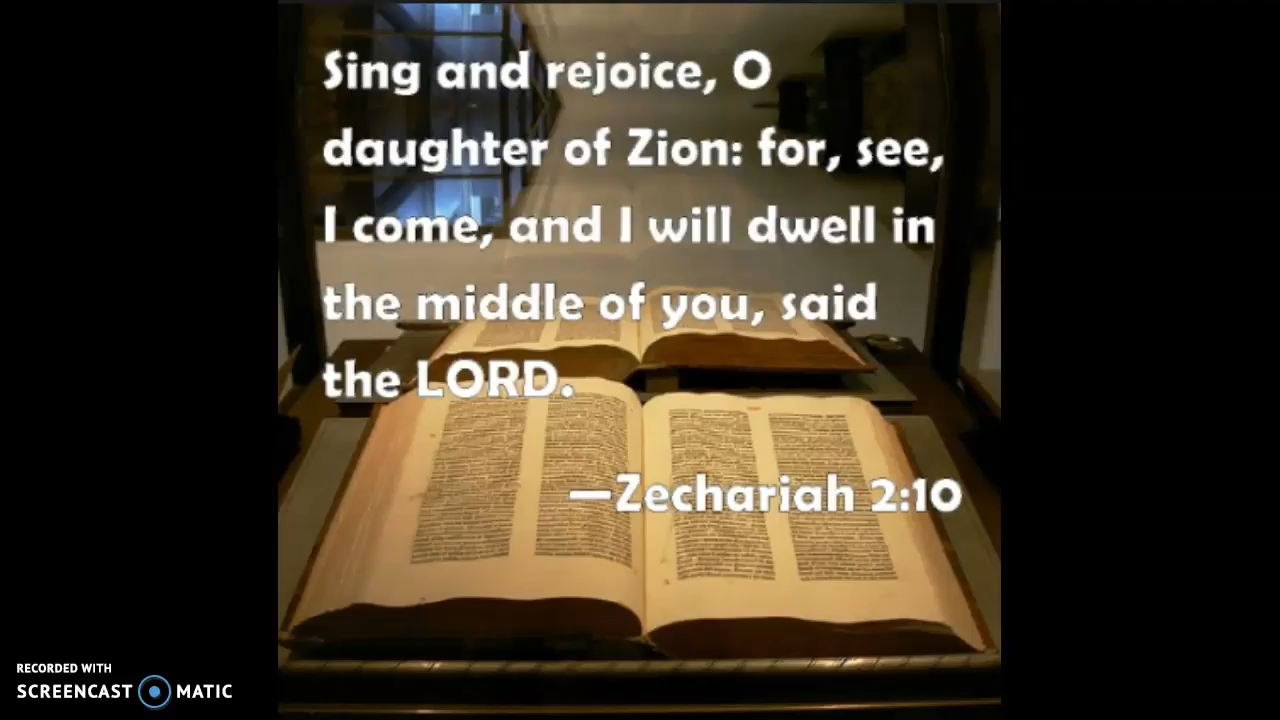 Sing and rejoice, O
daughter of Zion: for, see,
I come, and I will dwell in
the middle of you, said
the LORD.
—Zechariah 2:10
RECORDED WITH
SCREENCAST MATIC